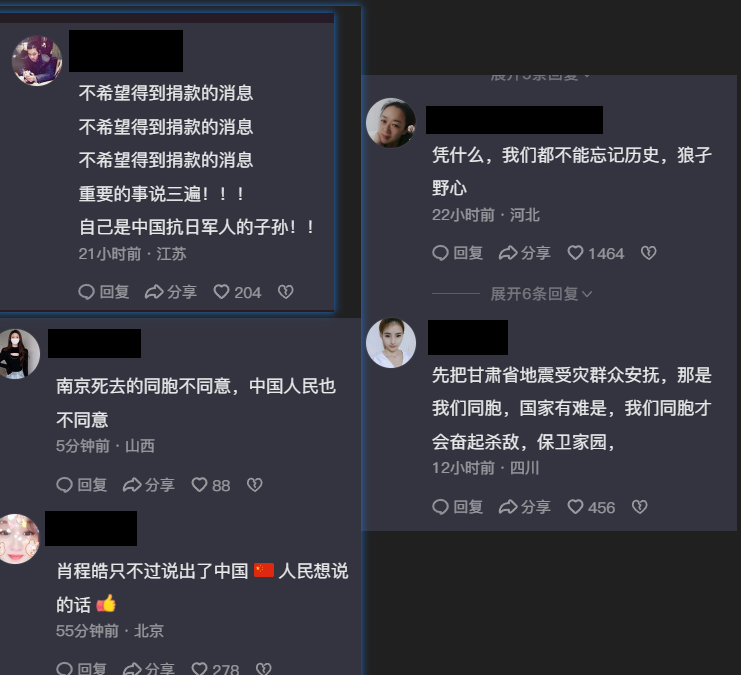 不希望得到捐款的消息
不希望得到捐款的消息
不希望得到捐款的消息
重要的事说三遍！！！
自己是中国抗日军人的子孙！！
21小时前 · 江苏
回复 分享 204
南京死去的同胞不同意，中国人民也
不同意
5分钟前 · 山西
回复 分享 88
肖程皓只不过说出了中国🇨🇳人民想说
的话👍
55分钟前 · 北京
回复 分享 278
展开5条回复
凭什么，我们都不能忘记历史，狼子
野心
22小时前 · 河北
回复 分享 1464
展开6条回复
先把甘肃省地震受灾群众安抚，那是
我们同胞，国家有难是，我们同胞才
会奋起杀敌，保卫家园，
12小时前 · 四川
回复 分享 456